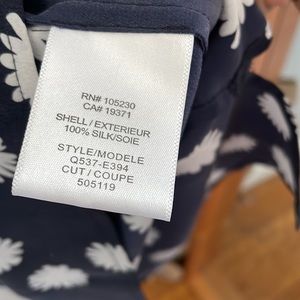 RN# 105230
CA# 19371
SHELL / EXTERIEUR
100% SILK/SOIE
STYLE/MODELE
Q537-E394
CUT / COUPE
505119